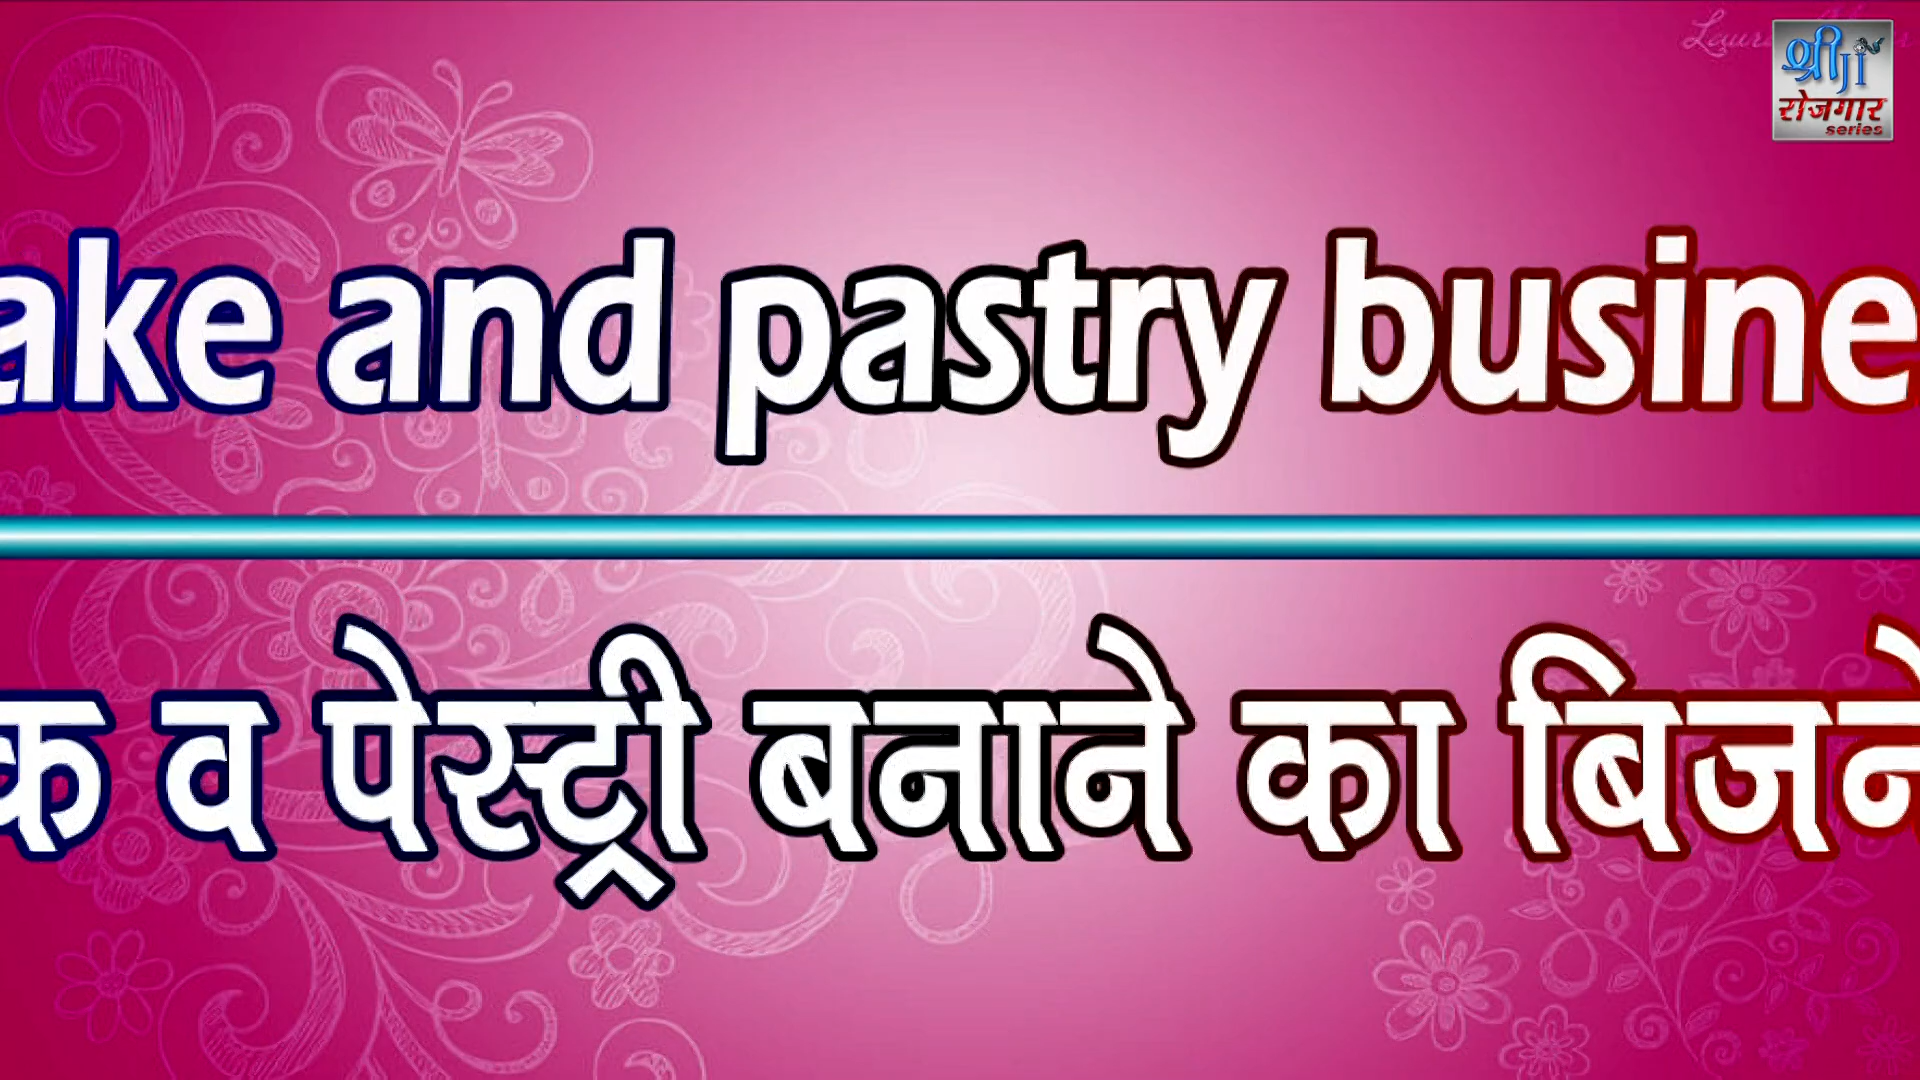 श्रीजी
रोजगार
series
ake and pastry busine
क व पेस्ट्री बनाने का बिजने